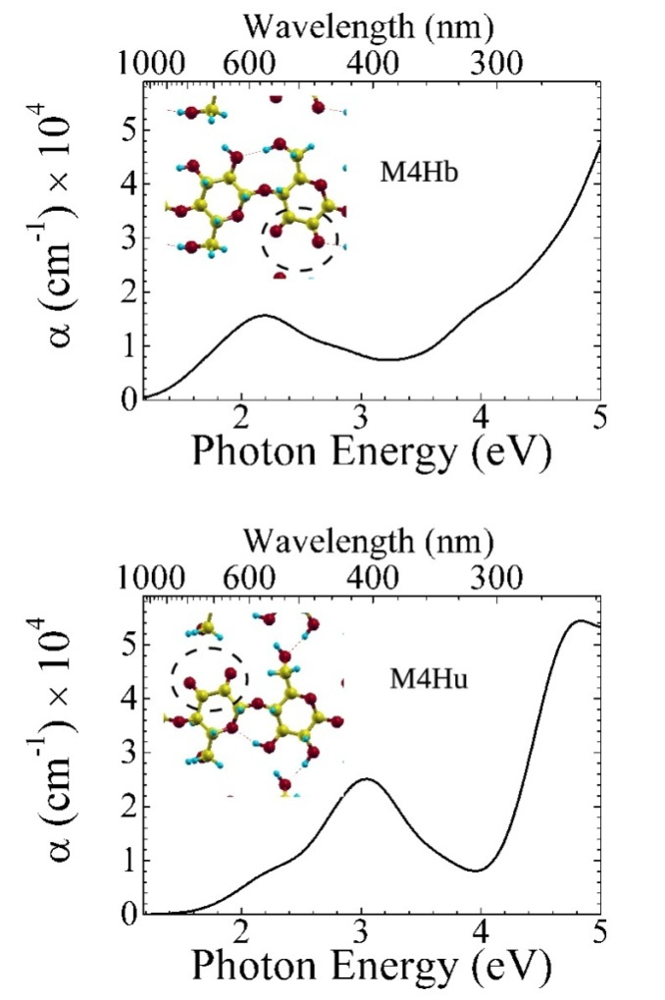 Wavelength (nm)
1000 600 400 300
α (cm⁻¹) × 10⁴
5
M4Hb
4
3
2
1
0
2 3 4 5
Photon Energy (eV)
Wavelength (nm)
1000 600 400 300
α (cm⁻¹) × 10⁴
5
M4Hu
4
3
2
1
0
2 3 4 5
Photon Energy (eV)